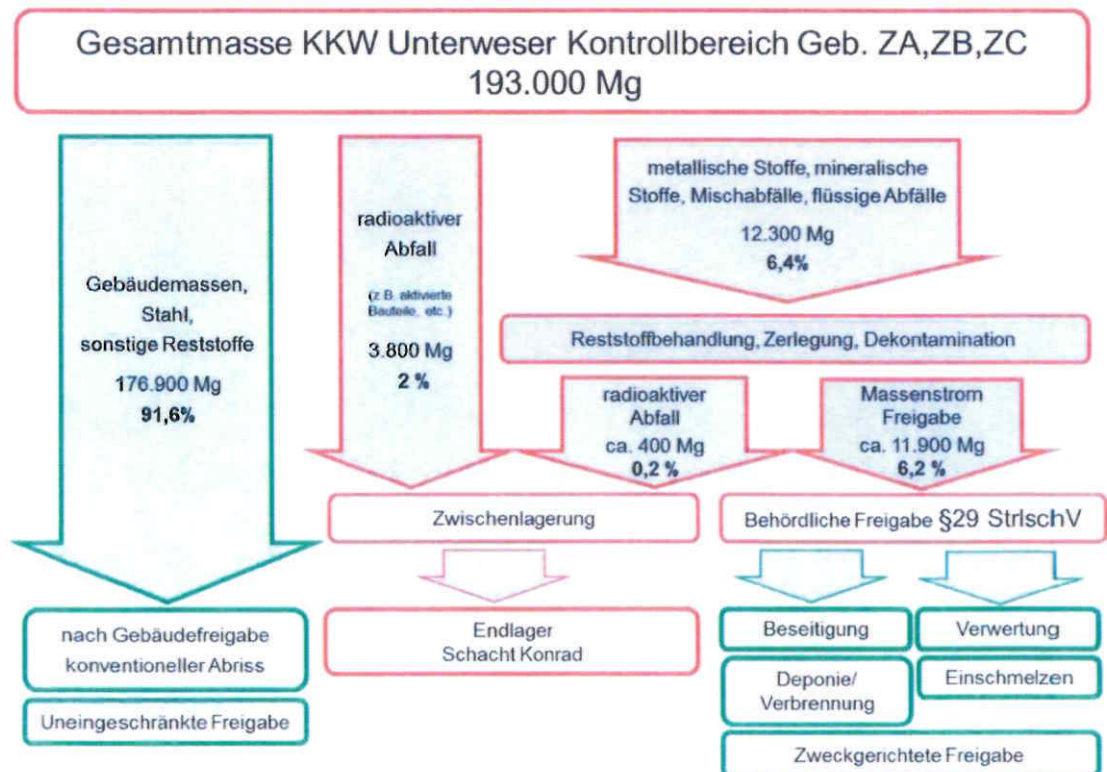 Gesamtmasse KKW Unterweser Kontrollbereich Geb. ZA,ZB,ZC
193.000 Mg
Gebäudemassen,
Stahl,
sonstige Reststoffe
176.900 Mg
91,6%
radioaktiver
Abfall
(z.B. aktivierte
Bauteile, etc.)
3.800 Mg
2 %
metallische Stoffe, mineralische
Stoffe, Mischabfälle, flüssige Abfälle
12.300 Mg
6,4%
Reststoffbehandlung, Zerlegung, Dekontamination
radioaktiver
Abfall
ca. 400 Mg
0,2 %
Massenstrom
Freigabe
ca. 11.900 Mg
6,2 %
Zwischenlagerung
Behördliche Freigabe §29 StrlschV
nach Gebäudefreigabe
konventioneller Abriss
Uneingeschränkte Freigabe
Endlager
Schacht Konrad
Beseitigung
Verwertung
Deponie/
Verbrennung
Einschmelzen
Zweckgerichtete Freigabe